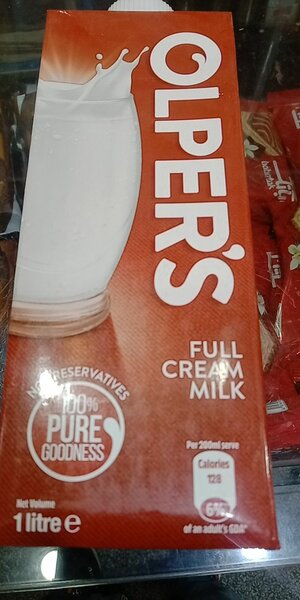 OLPER'S
FULL
CREAM
MILK
NO PRESERVATIVES
100%
PURE
GOODNESS
Per 200ml serve
Calories
128
6%
of an adult's GDA*
Net Volume
1 litre e